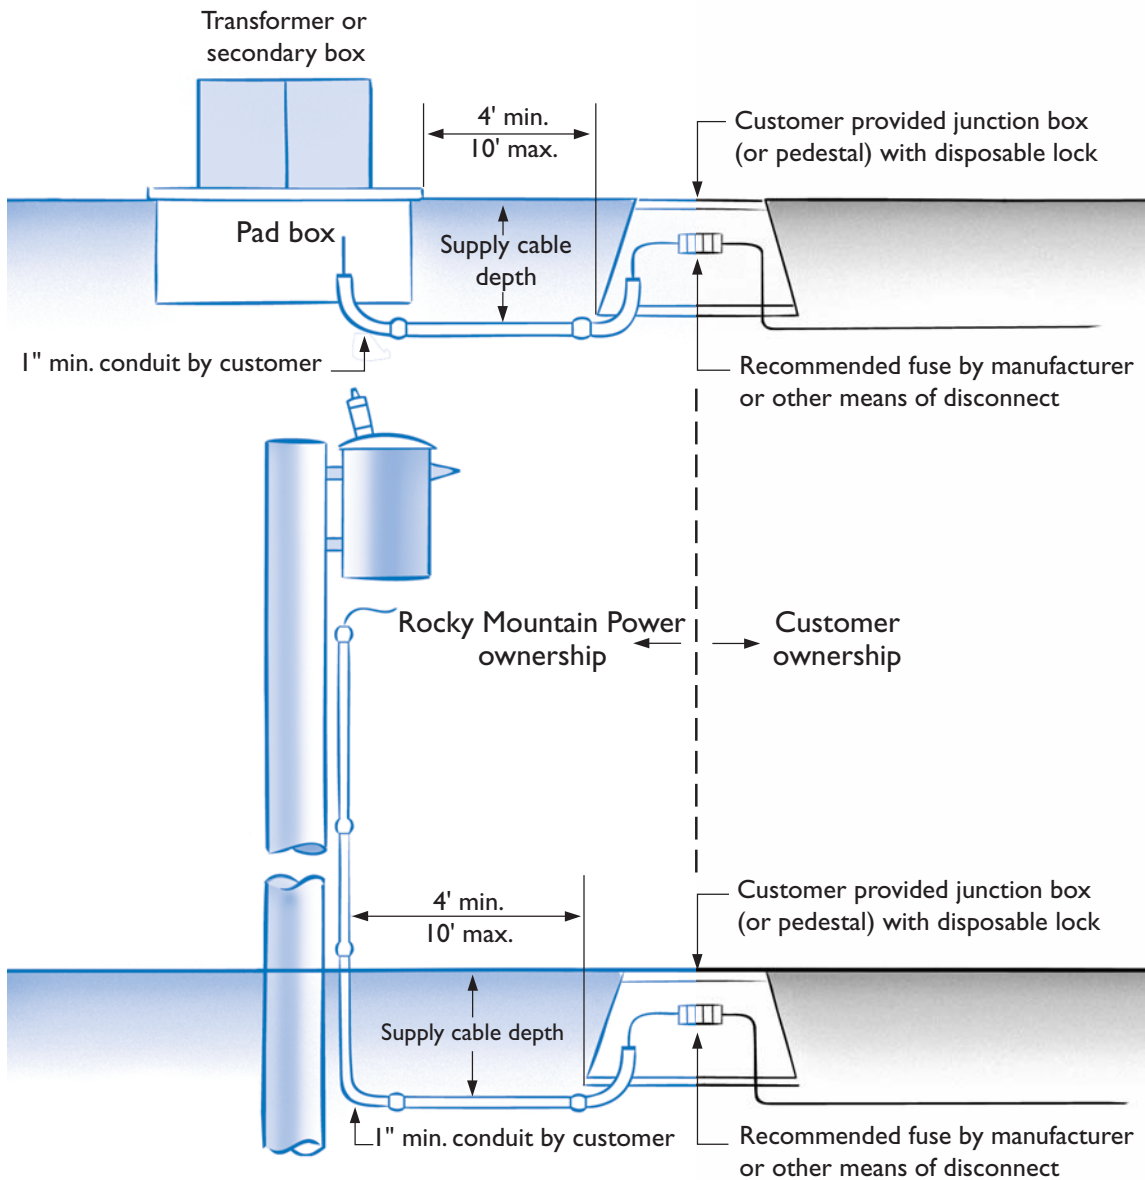 Transformer or
secondary box
4' min.
10' max.
Customer provided junction box
(or pedestal) with disposable lock
Pad box
Supply cable
depth
1" min. conduit by customer
Recommended fuse by manufacturer
or other means of disconnect
Rocky Mountain Power
ownership
Customer
ownership
4' min.
10' max.
Customer provided junction box
(or pedestal) with disposable lock
Supply cable depth
1" min. conduit by customer
Recommended fuse by manufacturer
or other means of disconnect